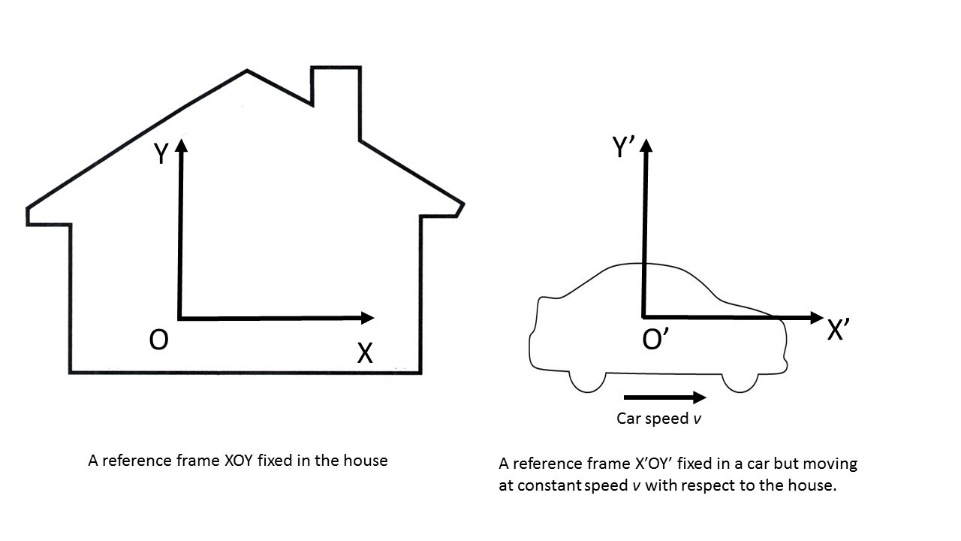 Y
O
X
Y’
O’
X’
Car speed v
A reference frame XOY fixed in the house
A reference frame X’OY’ fixed in a car but moving
at constant speed v with respect to the house.